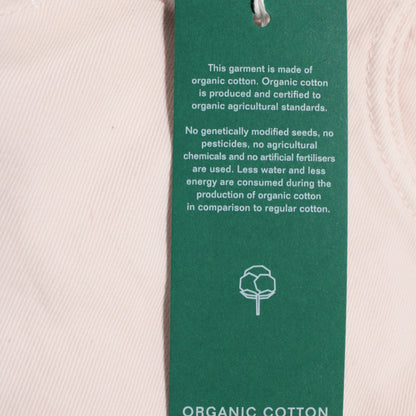 This garment is made of
organic cotton. Organic cotton
is produced and certified to
organic agricultural standards.
No genetically modified seeds, no
pesticides, no agricultural
chemicals and no artificial fertilisers
are used. Less water and less
energy are consumed during the
production of organic cotton
in comparison to regular cotton.
ORGANIC COTTON